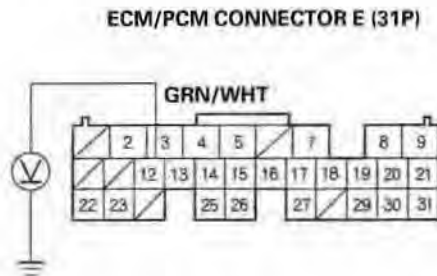 ECM/PCM CONNECTOR E (31P)
GRN/WHT
2 3 4 5 7 8 9
V
12 13 14 15 16 17 18 19 20 21
22 23 25 26 27 29 30 31